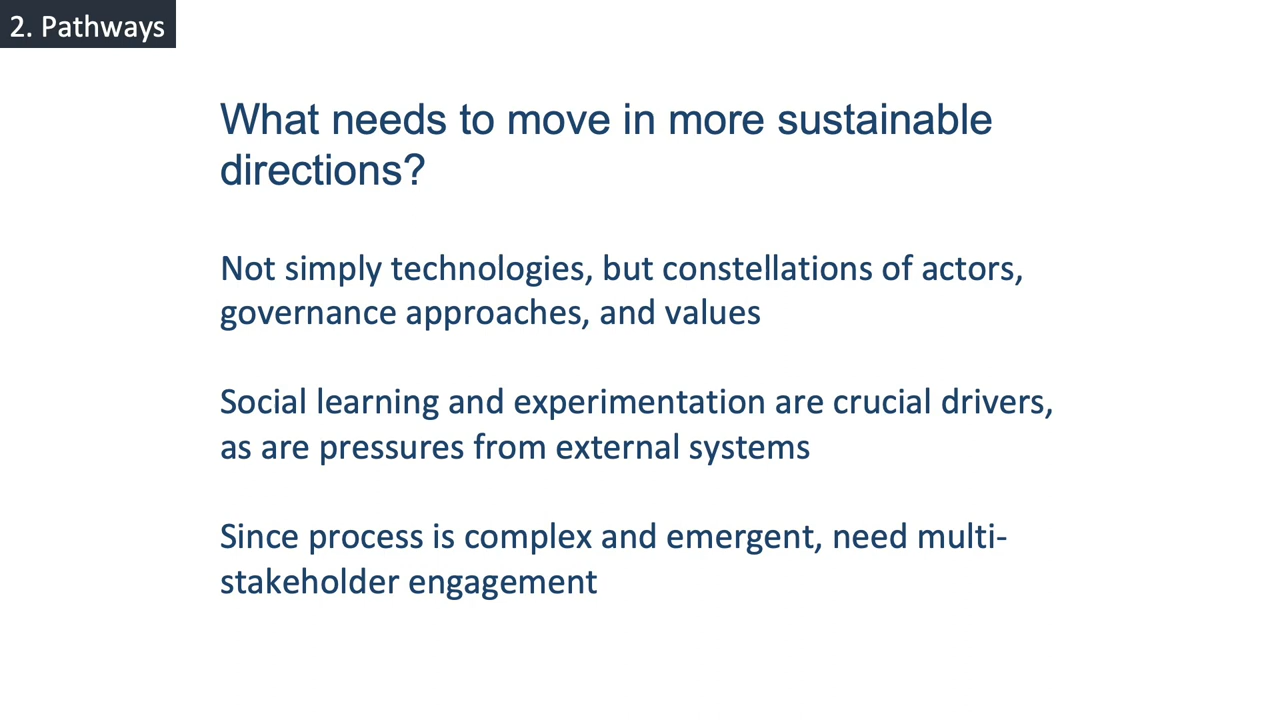 2. Pathways
What needs to move in more sustainable
directions?
Not simply technologies, but constellations of actors,
governance approaches, and values
Social learning and experimentation are crucial drivers,
as are pressures from external systems
Since process is complex and emergent, need multi-
stakeholder engagement